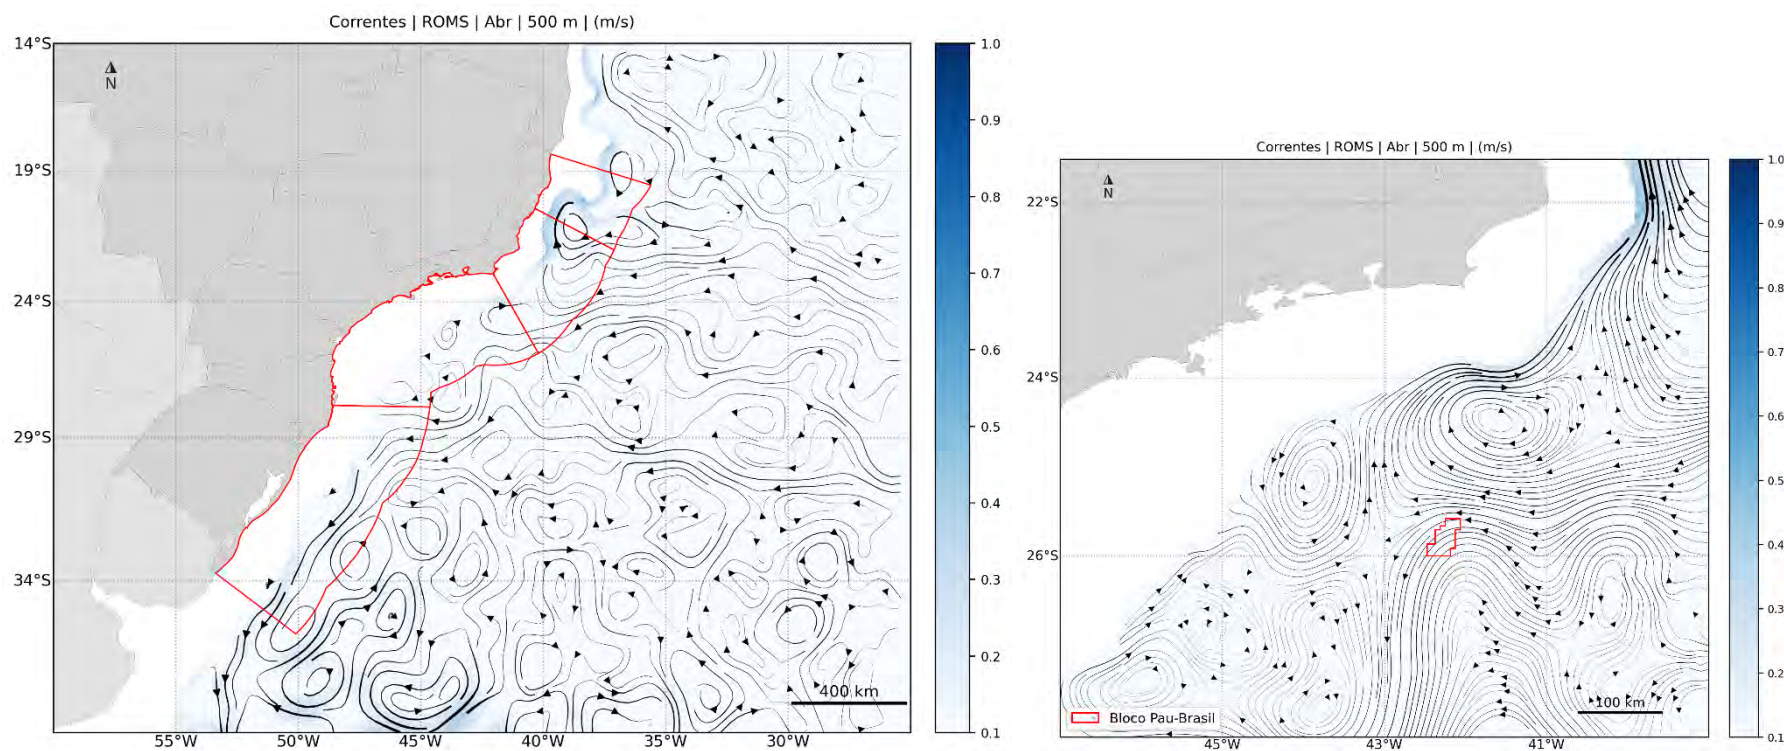 Correntes | ROMS | Abr | 500 m | (m/s)
14°S
19°S
24°S
29°S
34°S
N
55°W
50°W
45°W
40°W
35°W
30°W
400 km
1.0
0.9
0.8
0.7
0.6
0.5
0.4
0.3
0.2
0.1
Correntes | ROMS | Abr | 500 m | (m/s)
22°S
24°S
26°S
N
45°W
43°W
41°W
Bloco Pau-Brasil
100 km
1.0
0.9
0.8
0.7
0.6
0.5
0.4
0.3
0.2
0.1